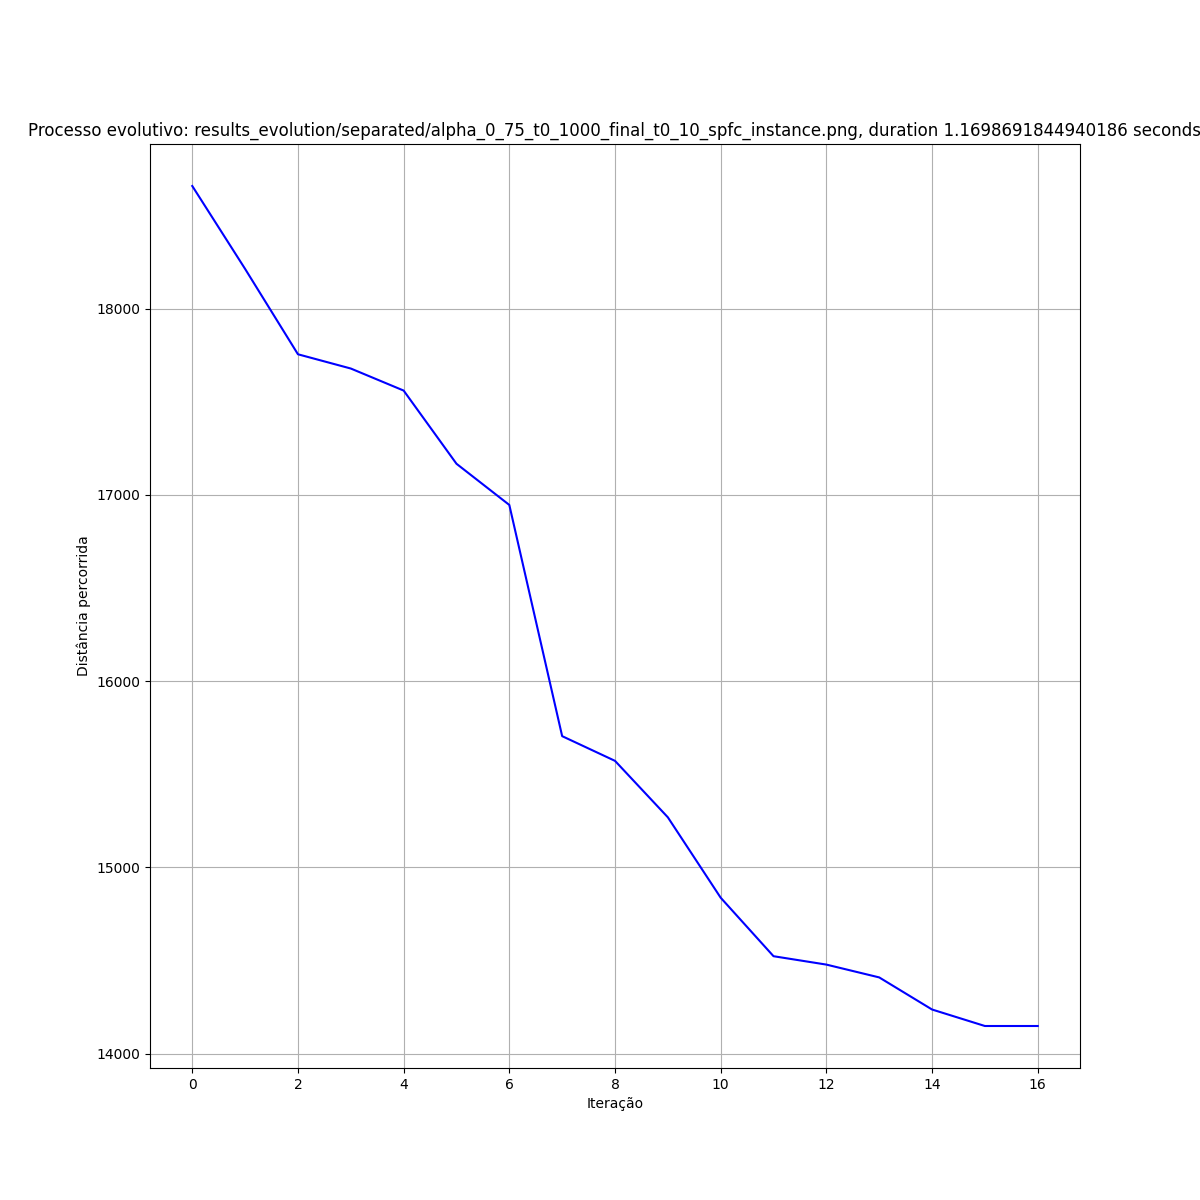 Processo evolutivo: results_evolution/separated/alpha_0_75_t0_1000_final_t0_10_spfc_instance.png, duration 1.1698691844940186 seconds
18000
17000
16000
15000
14000
Distância percorrida
0 2 4 6 8 10 12 14 16
Iteração